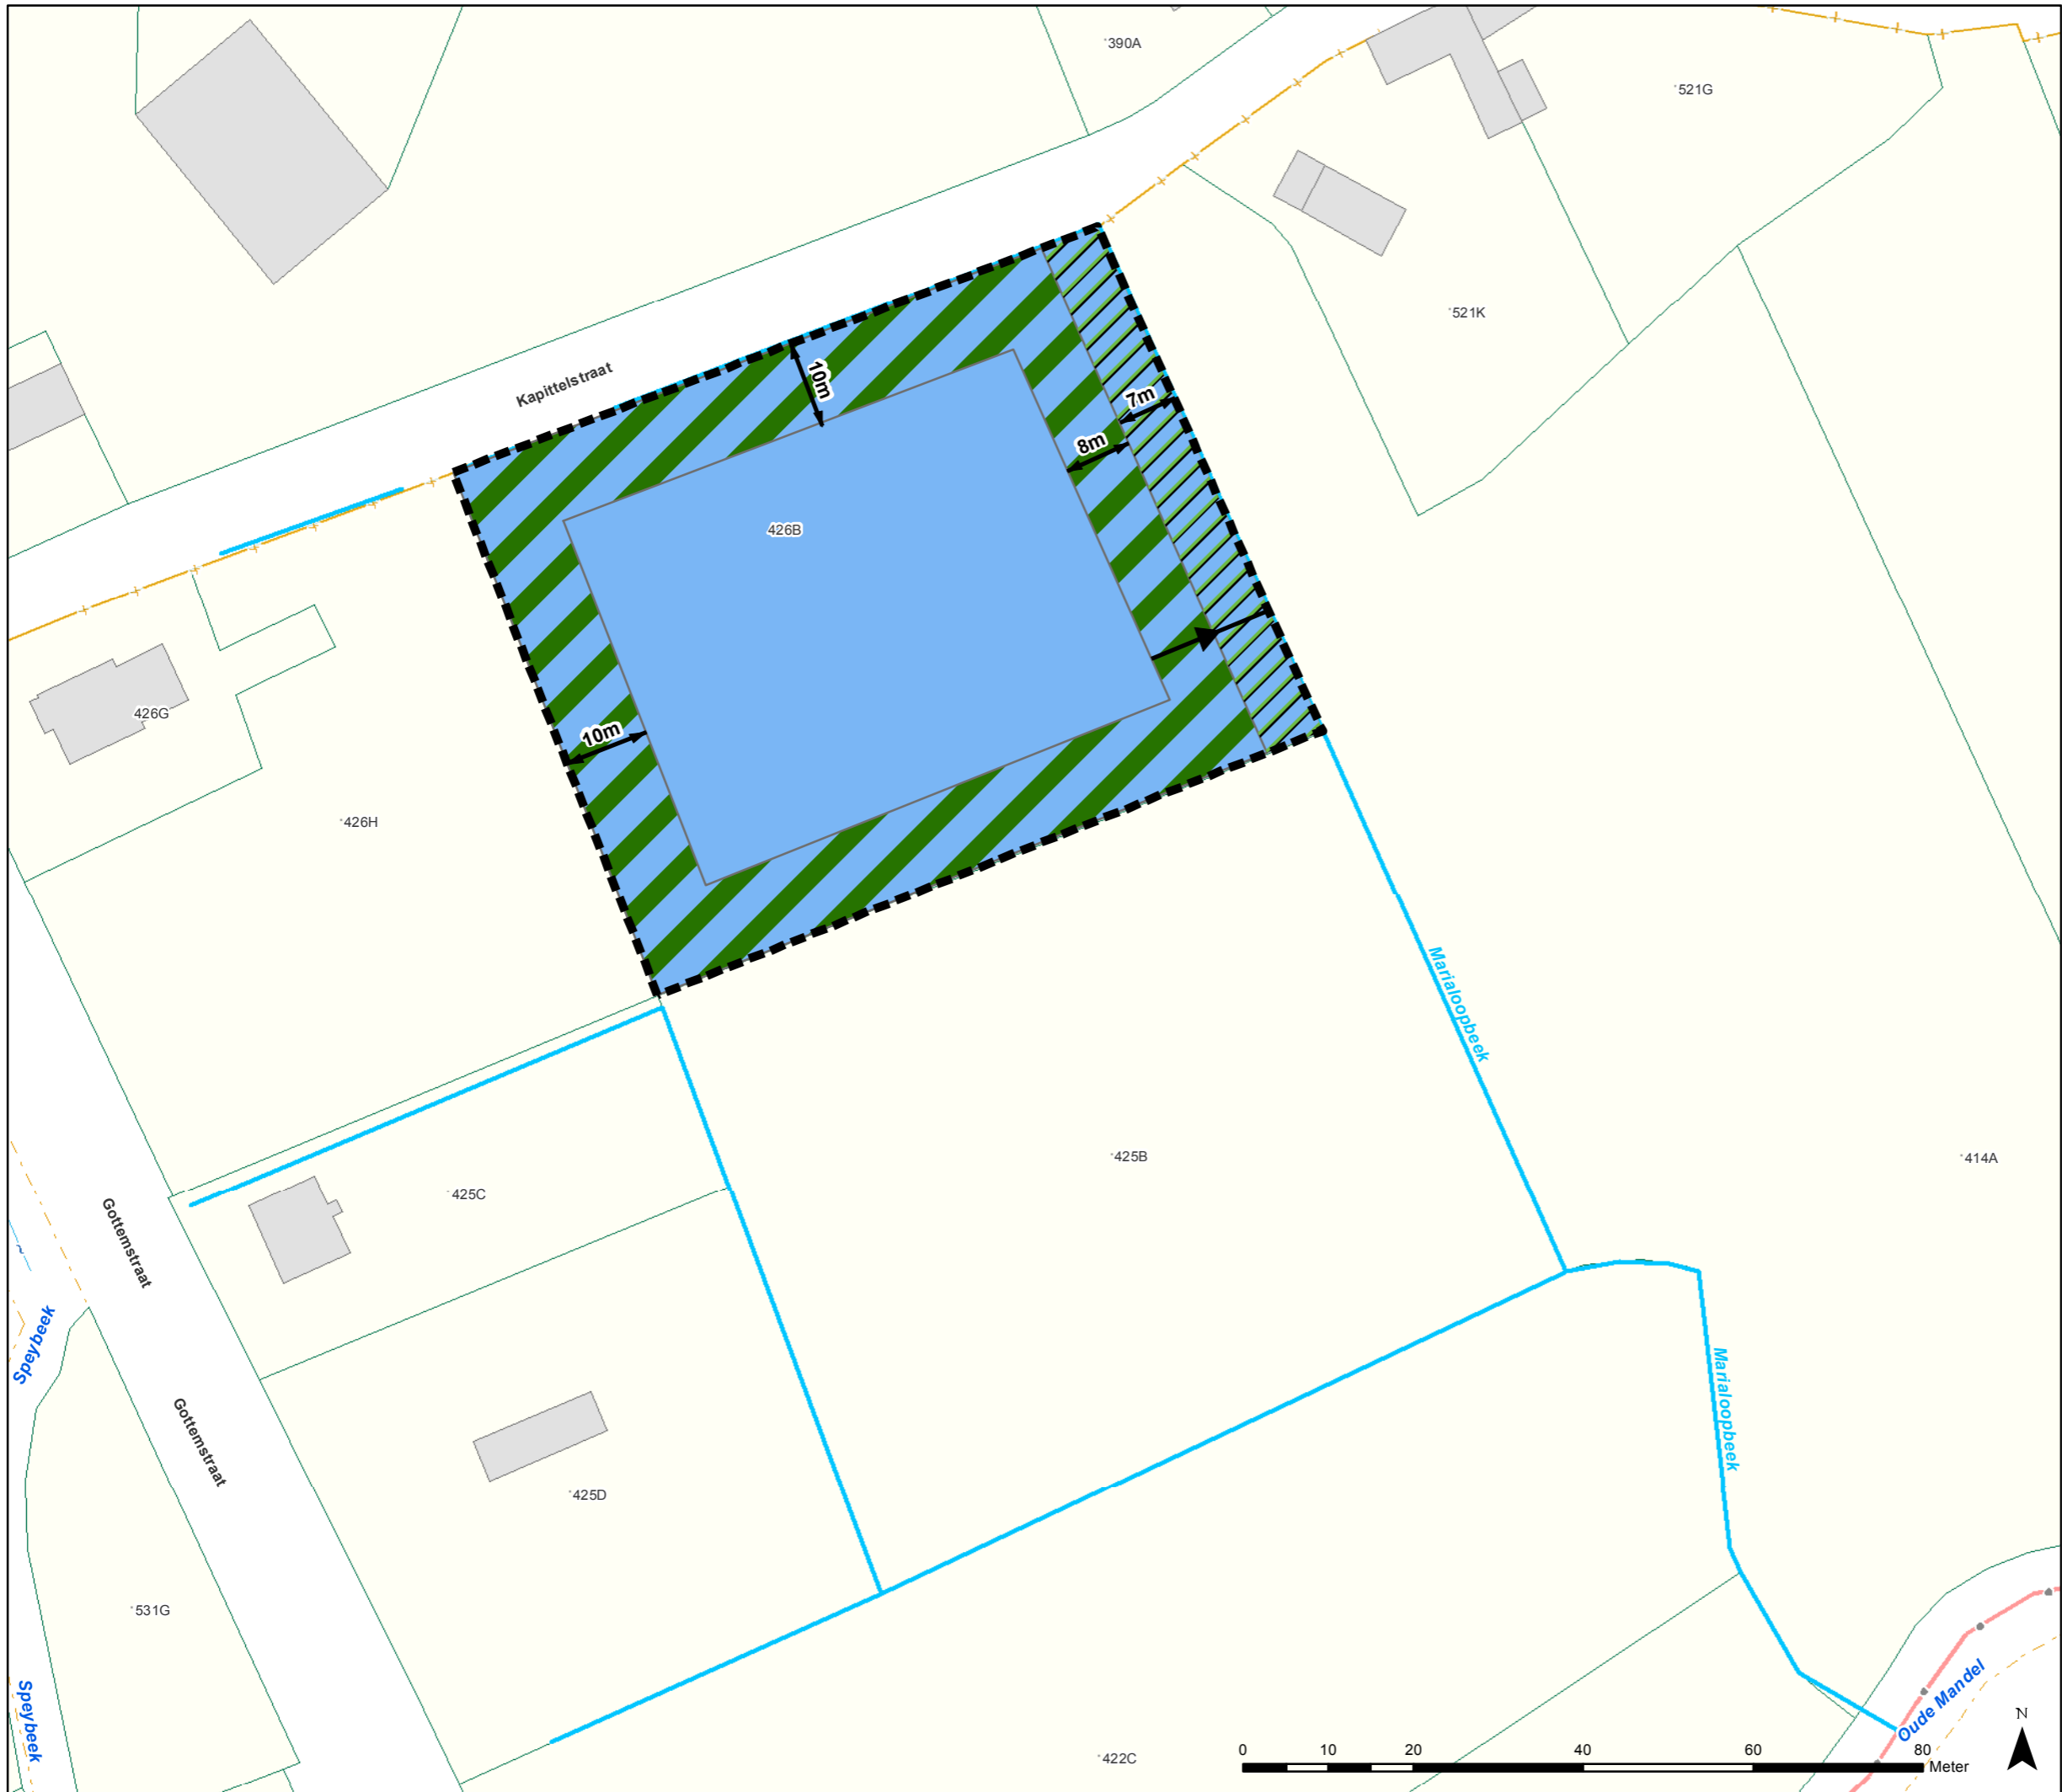 390A
521G
521K
Kapittelstraat
10m
7m
8m
426B
426G
10m
426H
Marialoopbeek
425B
414A
425C
Gottemstraat
Speybeek
Marialoopbeek
Gottemstraat
425D
531G
Oude Mandel
Speybeek
N
422C
0 10 20 40 60 80
Meter